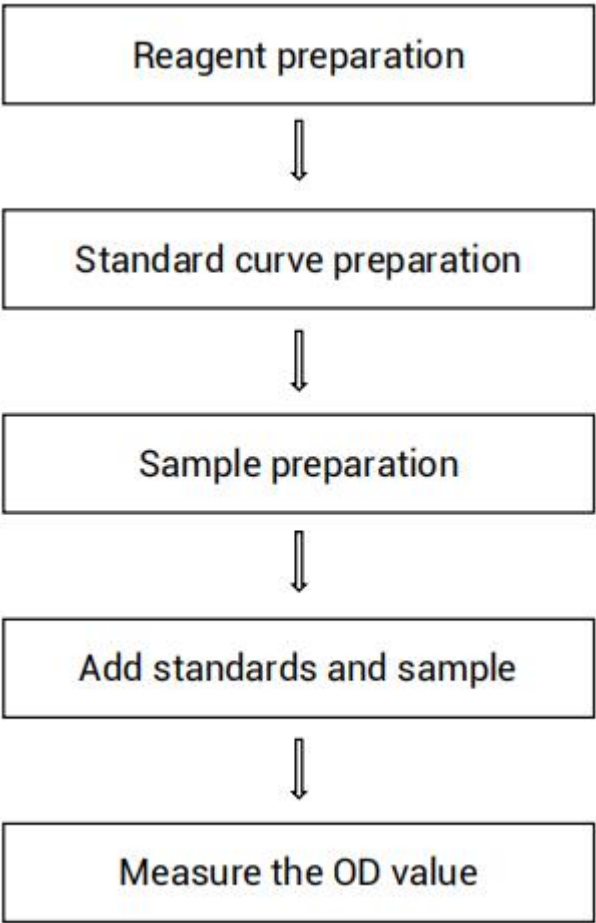 Reagent preparation
Standard curve preparation
Sample preparation
Add standards and sample
Measure the OD value